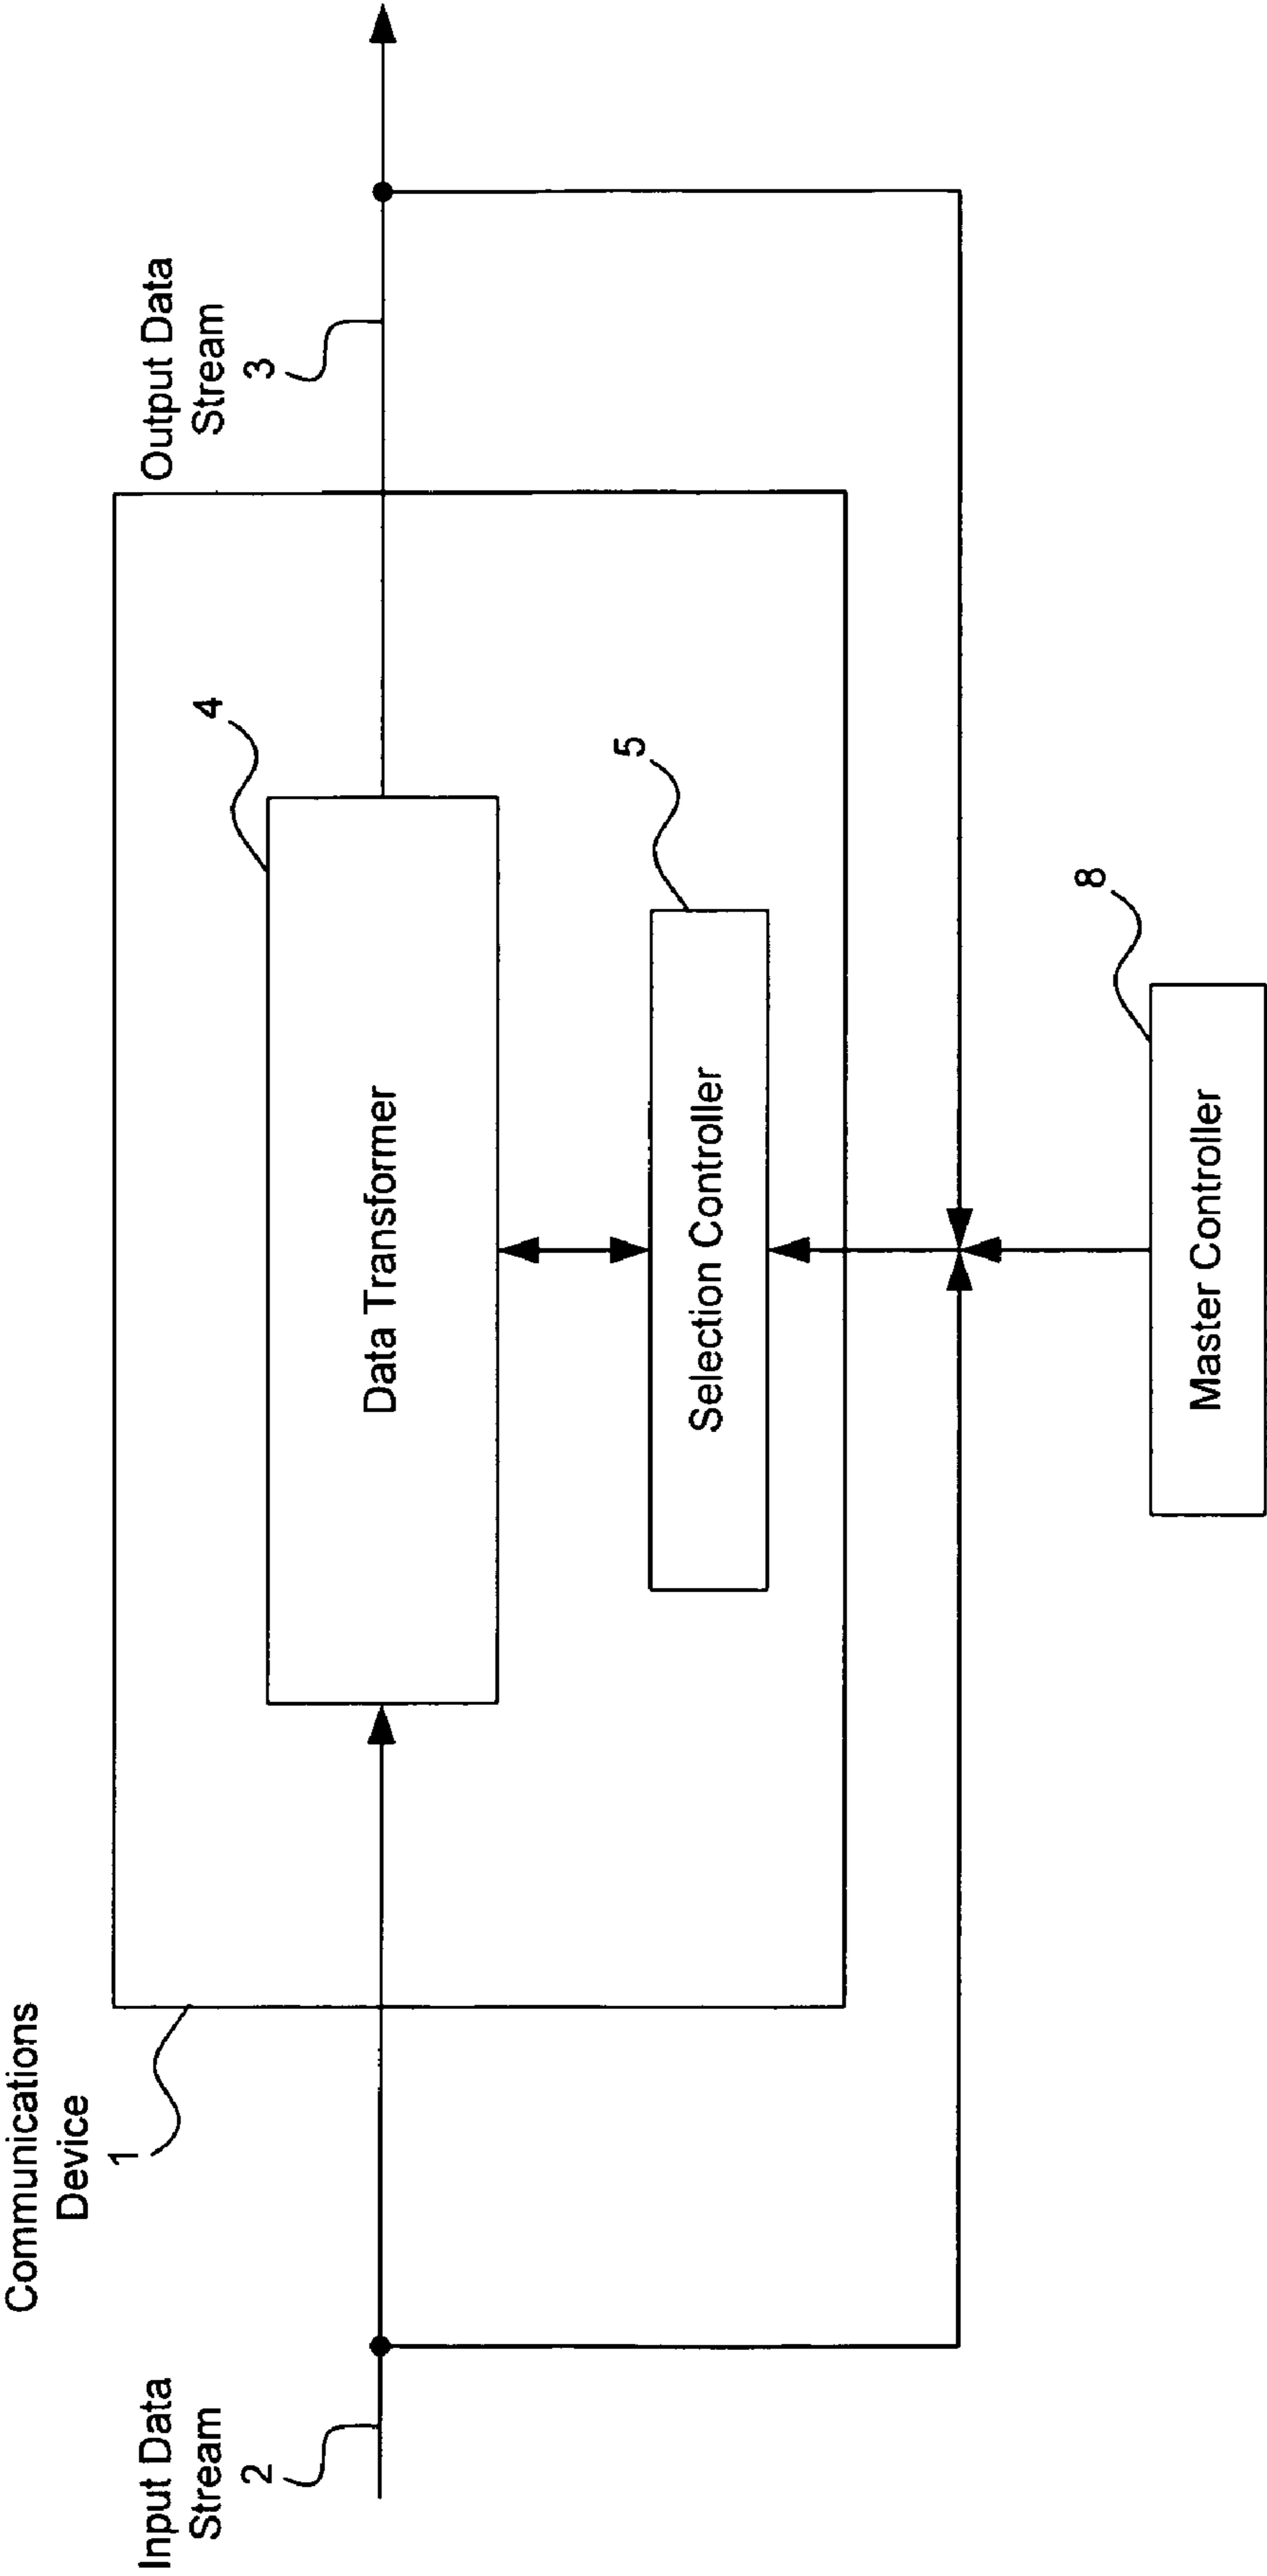 Communications
Device
1
Input Data
Stream
2
Output Data
Stream
3
4
Data Transformer
5
Selection Controller
8
Master Controller